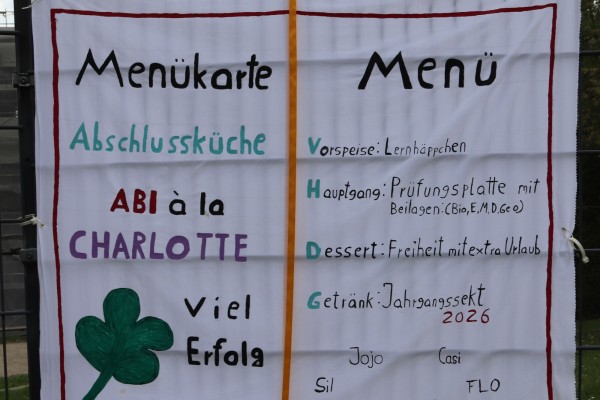 Menükarte
Abschlussküche
ABI à la
CHARLOTTE
Viel
Erfolg
Menü
Vorspeise: Lernhäppchen
Hauptgang: Prüfungsplatte mit
Beilagen: (Bio, E, M, D, Geo)
Dessert: Freiheit mit extra Urlaub
Getränk: Jahrgangssekt
2026
Jojo Casi
Sil FLO